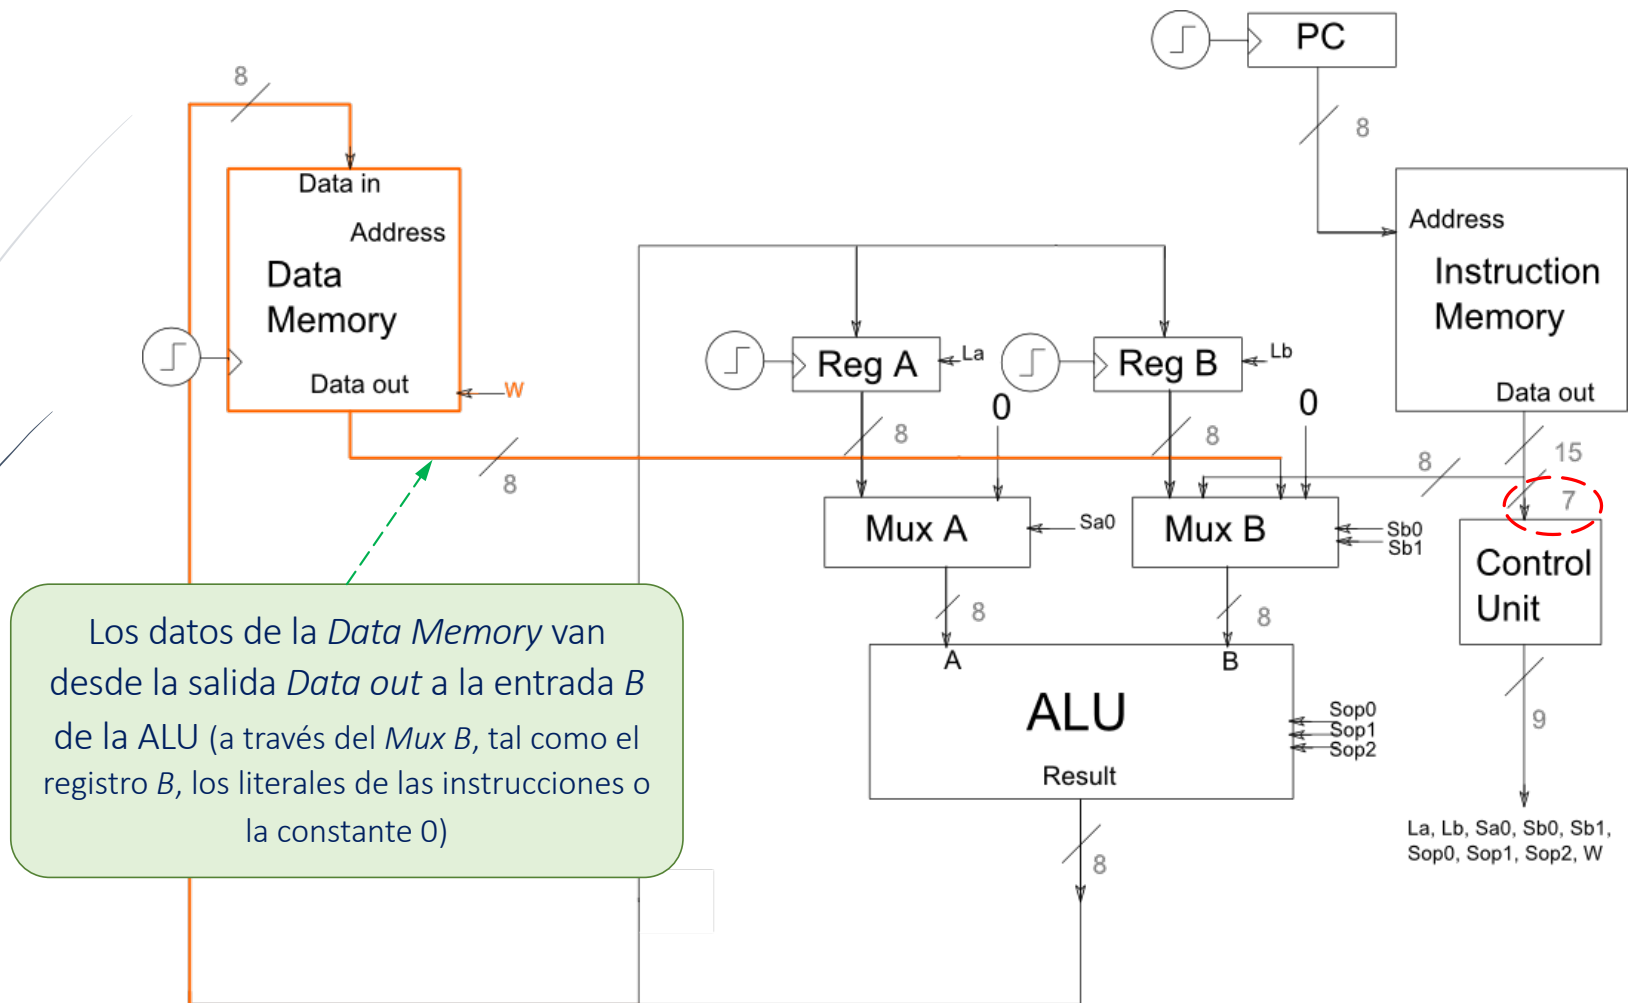 PC
8
8
Data in
Address
Data
Memory
Data out
W
8
Address
Instruction
Memory
Data out
15
8
7
Reg A
La
Reg B
Lb
0
0
8
8
Mux A
Sa0
Mux B
Sb0
Sb1
Control
Unit
8
8
9
A
B
ALU
Sop0
Sop1
Sop2
Result
8
La, Lb, Sa0, Sb0, Sb1,
Sop0, Sop1, Sop2, W
Los datos de la Data Memory van
desde la salida Data out a la entrada B
de la ALU (a través del Mux B, tal como el
registro B, los literales de las instrucciones o
la constante 0)